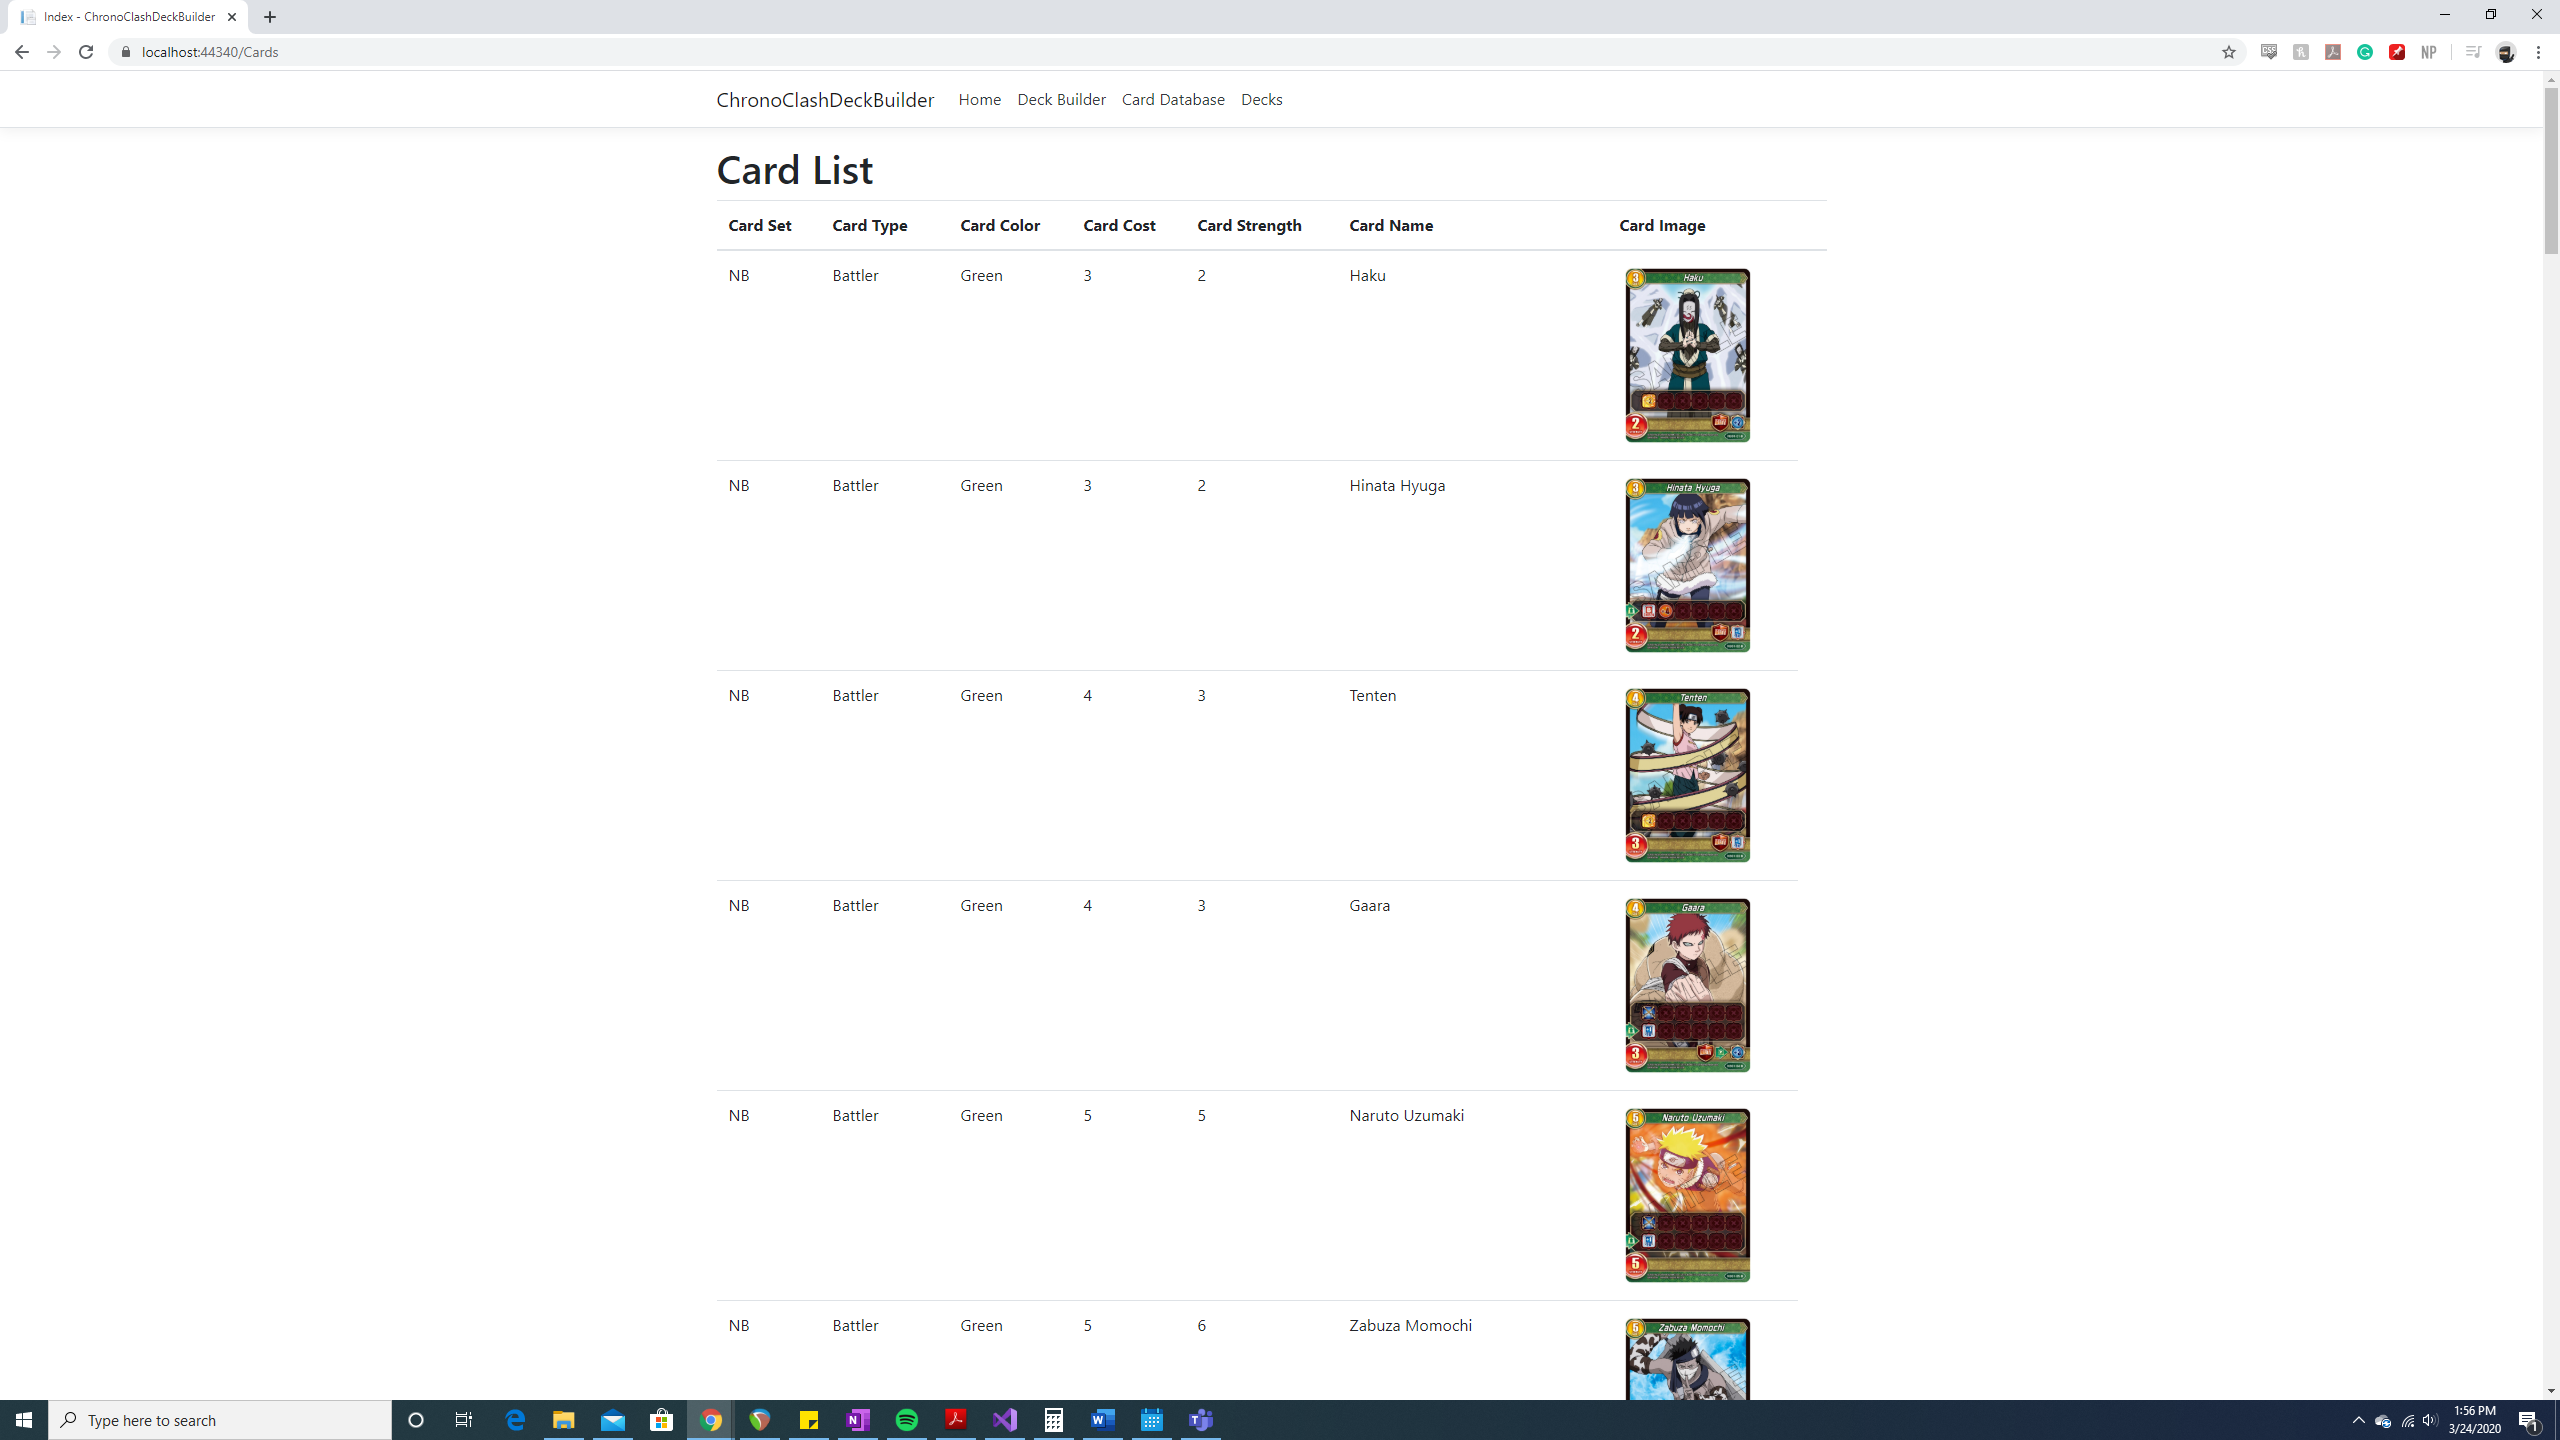 Index - ChronoClashDeckBuilder
localhost:44340/Cards
NP
ChronoClashDeckBuilder Home Deck Builder Card Database Decks
Card List
Card Set Card Type Card Color Card Cost Card Strength Card Name Card Image
NB Battler Green 3 2 Haku
3 Haku
2
NB Battler Green 3 2 Hinata Hyuga
3 Hinata Hyuga
2
NB Battler Green 4 3 Tenten
4 Tenten
3
NB Battler Green 4 3 Gaara
4 Gaara
3
NB Battler Green 5 5 Naruto Uzumaki
5 Naruto Uzumaki
5
NB Battler Green 5 6 Zabuza Momochi
5 Zabuza Momochi
Type here to search
1:56 PM
3/24/2020
1